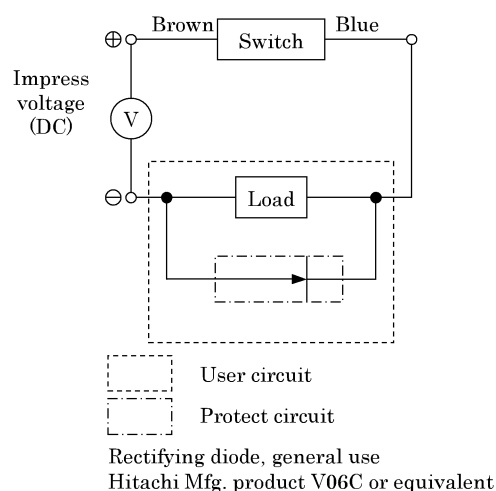 Brown
Switch
Blue
⊕
Impress
voltage
(DC)
V
⊖
Load
User circuit
Protect circuit
Rectifying diode, general use
Hitachi Mfg. product V06C or equivalent